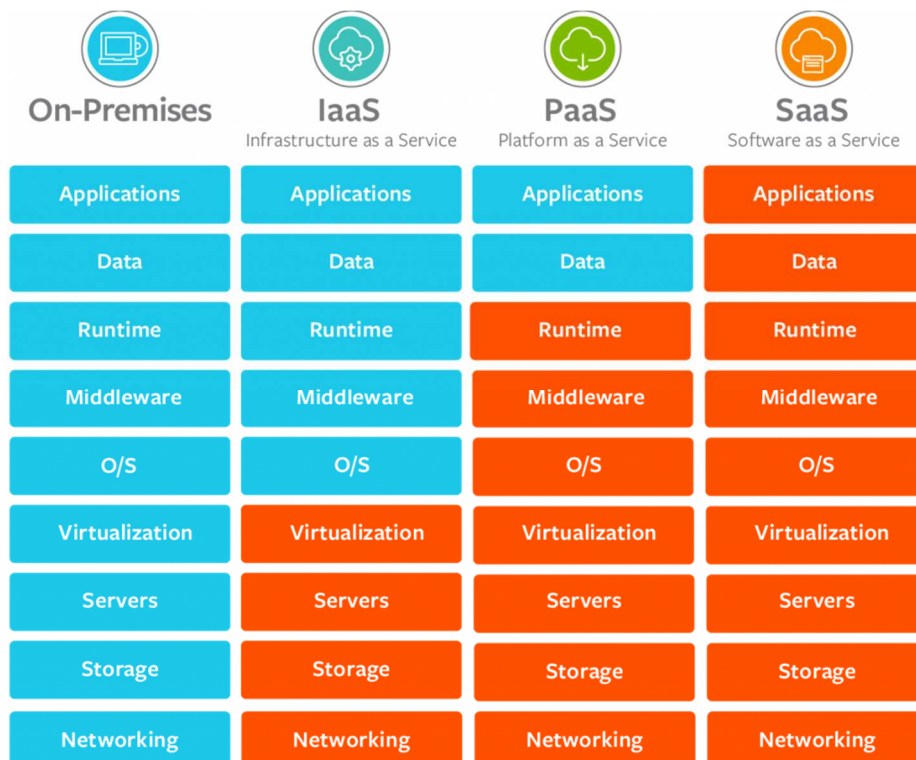 On-Premises
IaaS
Infrastructure as a Service
PaaS
Platform as a Service
SaaS
Software as a Service
Applications Applications Applications Applications
Data Data Data Data
Runtime Runtime Runtime Runtime
Middleware Middleware Middleware Middleware
O/S O/S O/S O/S
Virtualization Virtualization Virtualization Virtualization
Servers Servers Servers Servers
Storage Storage Storage Storage
Networking Networking Networking Networking